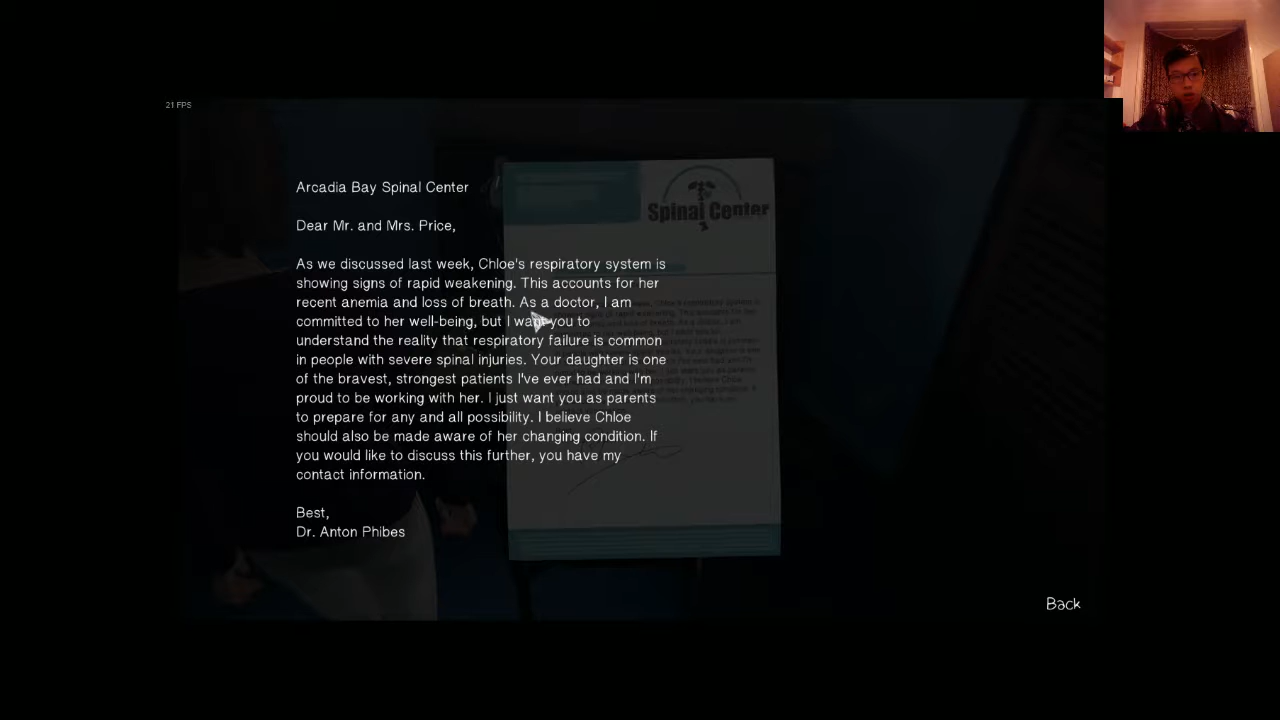 21 FPS
Spinal Center
Arcadia Bay Spinal Center
Dear Mr. and Mrs. Price,
As we discussed last week, Chloe's respiratory system is
showing signs of rapid weakening. This accounts for her
recent anemia and loss of breath. As a doctor, I am
committed to her well-being, but I want you to
understand the reality that respiratory failure is common
in people with severe spinal injuries. Your daughter is one
of the bravest, strongest patients I've ever had and I'm
proud to be working with her. I just want you as parents
to prepare for any and all possibility. I believe Chloe
should also be made aware of her changing condition. If
you would like to discuss this further, you have my
contact information.
Best,
Dr. Anton Phibes
Back